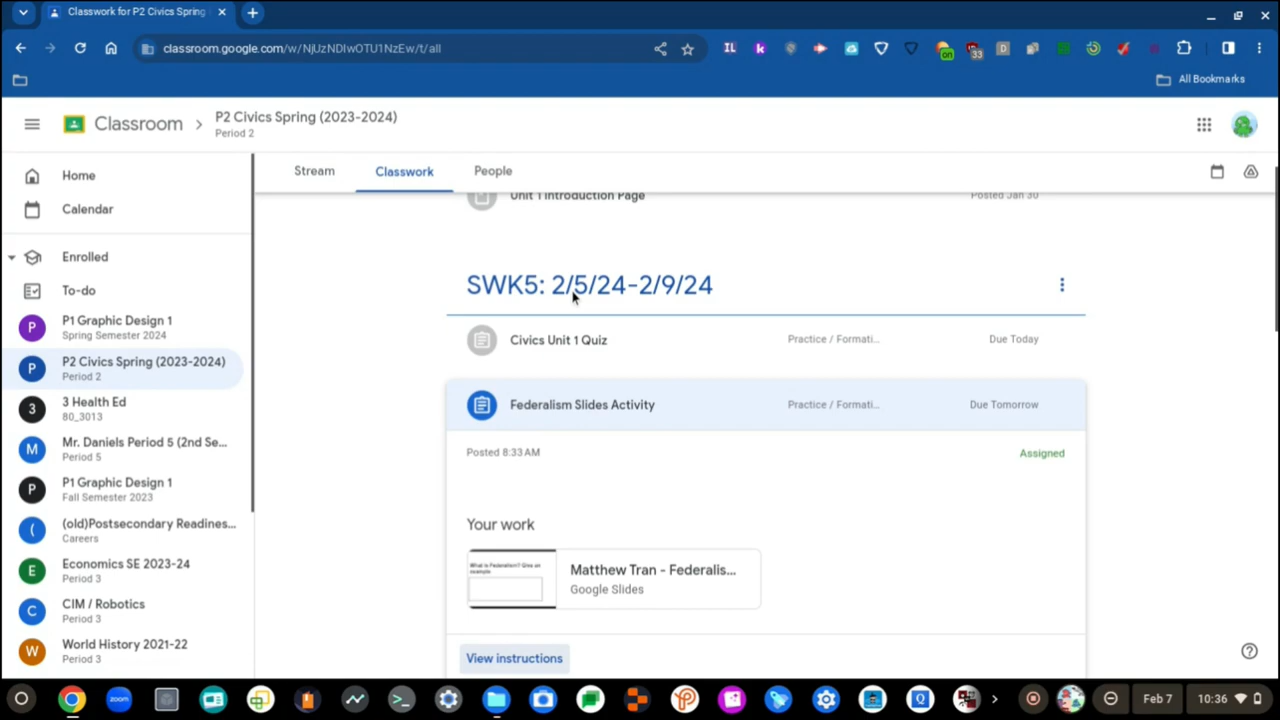 Classwork for P2 Civics Spring
classroom.google.com/w/NjUzNDIwOTU1NzEw/t/all
IL
k
on
33
D
All Bookmarks
Classroom
P2 Civics Spring (2023-2024)
Period 2
Home
Calendar
Enrolled
To-do
P
P1 Graphic Design 1
Spring Semester 2024
P
P2 Civics Spring (2023-2024)
Period 2
3
3 Health Ed
80_3013
M
Mr. Daniels Period 5 (2nd Se...
Period 5
P
P1 Graphic Design 1
Fall Semester 2023
(
(old)Postsecondary Readines...
Careers
E
Economics SE 2023-24
Period 3
C
CIM / Robotics
Period 3
W
World History 2021-22
Period 3
Stream
Classwork
People
Unit 1 Introduction Page
Posted Jan 30
SWK5: 2/5/24-2/9/24
Civics Unit 1 Quiz
Practice / Formati...
Due Today
Federalism Slides Activity
Practice / Formati...
Due Tomorrow
Posted 8:33 AM
Assigned
Your work
What is Federalism? Give an
example
Matthew Tran - Federalis...
Google Slides
View instructions
zoom
Q
Feb 7
10:36